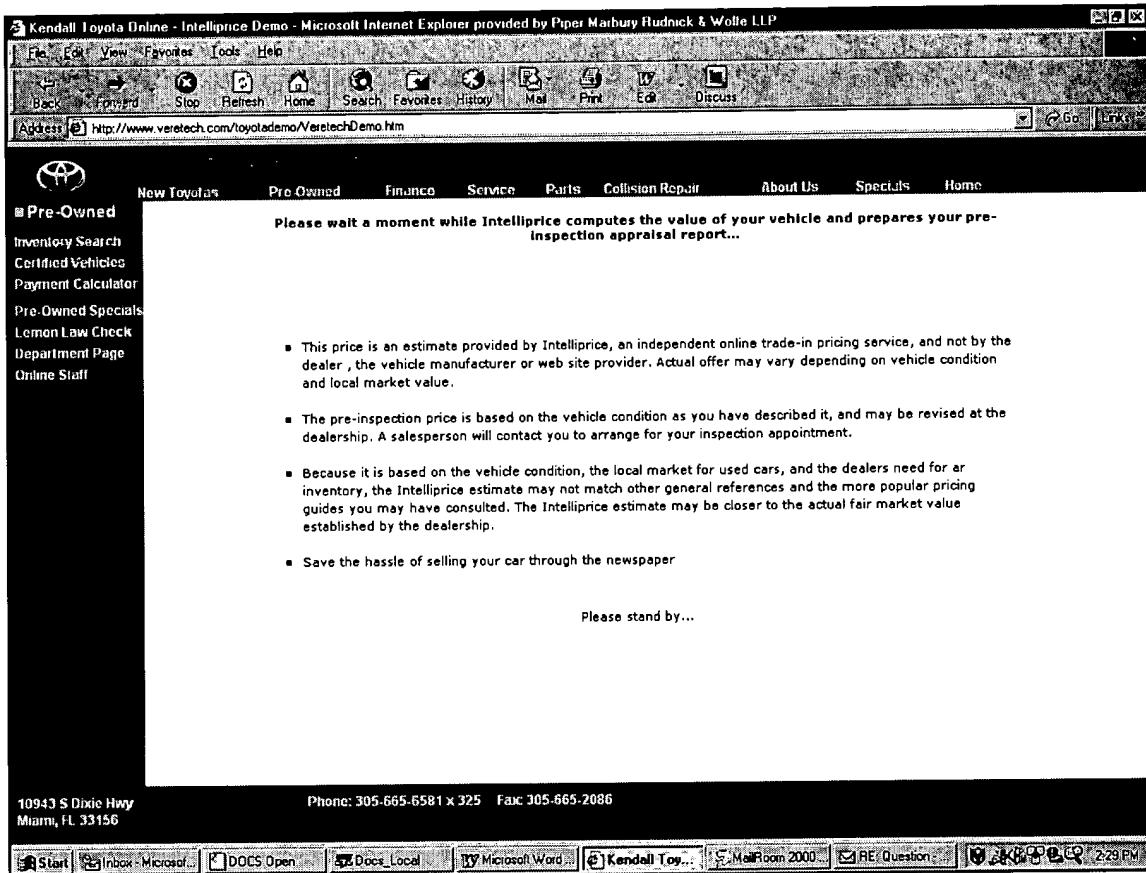 Kendall Toyota Online - Intelliprice Demo - Microsoft Internet Explorer provided by Piper Marbury Rudnick & Wolfe LLP
File Edit View Favorites Tools Help
Back Forward Stop Refresh Home Search Favorites History Mail Print Edit Discuss
Address http://www.veretech.com/toyotademo/VeretechDemo.htm Go Links
New Toyotas Pre-Owned Finance Service Parts Collision Repair About Us Specials Home
Pre-Owned
Inventory Search
Certified Vehicles
Payment Calculator
Pre-Owned Specials
Lemon Law Check
Department Page
Online Staff
Please wait a moment while Intelliprice computes the value of your vehicle and prepares your pre-
inspection appraisal report...
This price is an estimate provided by Intelliprice, an independent online trade-in pricing service, and not by the
dealer , the vehicle manufacturer or web site provider. Actual offer may vary depending on vehicle condition
and local market value.
The pre-inspection price is based on the vehicle condition as you have described it, and may be revised at the
dealership. A salesperson will contact you to arrange for your inspection appointment.
Because it is based on the vehicle condition, the local market for used cars, and the dealers need for ar
inventory, the Intelliprice estimate may not match other general references and the more popular pricing
guides you may have consulted. The Intelliprice estimate may be closer to the actual fair market value
established by the dealership.
Save the hassle of selling your car through the newspaper
Please stand by...
10943 S Dixie Hwy
Miami, FL 33156
Phone: 305-665-6581 x 325 Fax: 305-665-2086
Start Inbox - Microsof... DOCS Open Docs_Local Microsoft Word ... Kendall Toy... MailRoom 2000 RE: Question 2:29 PM